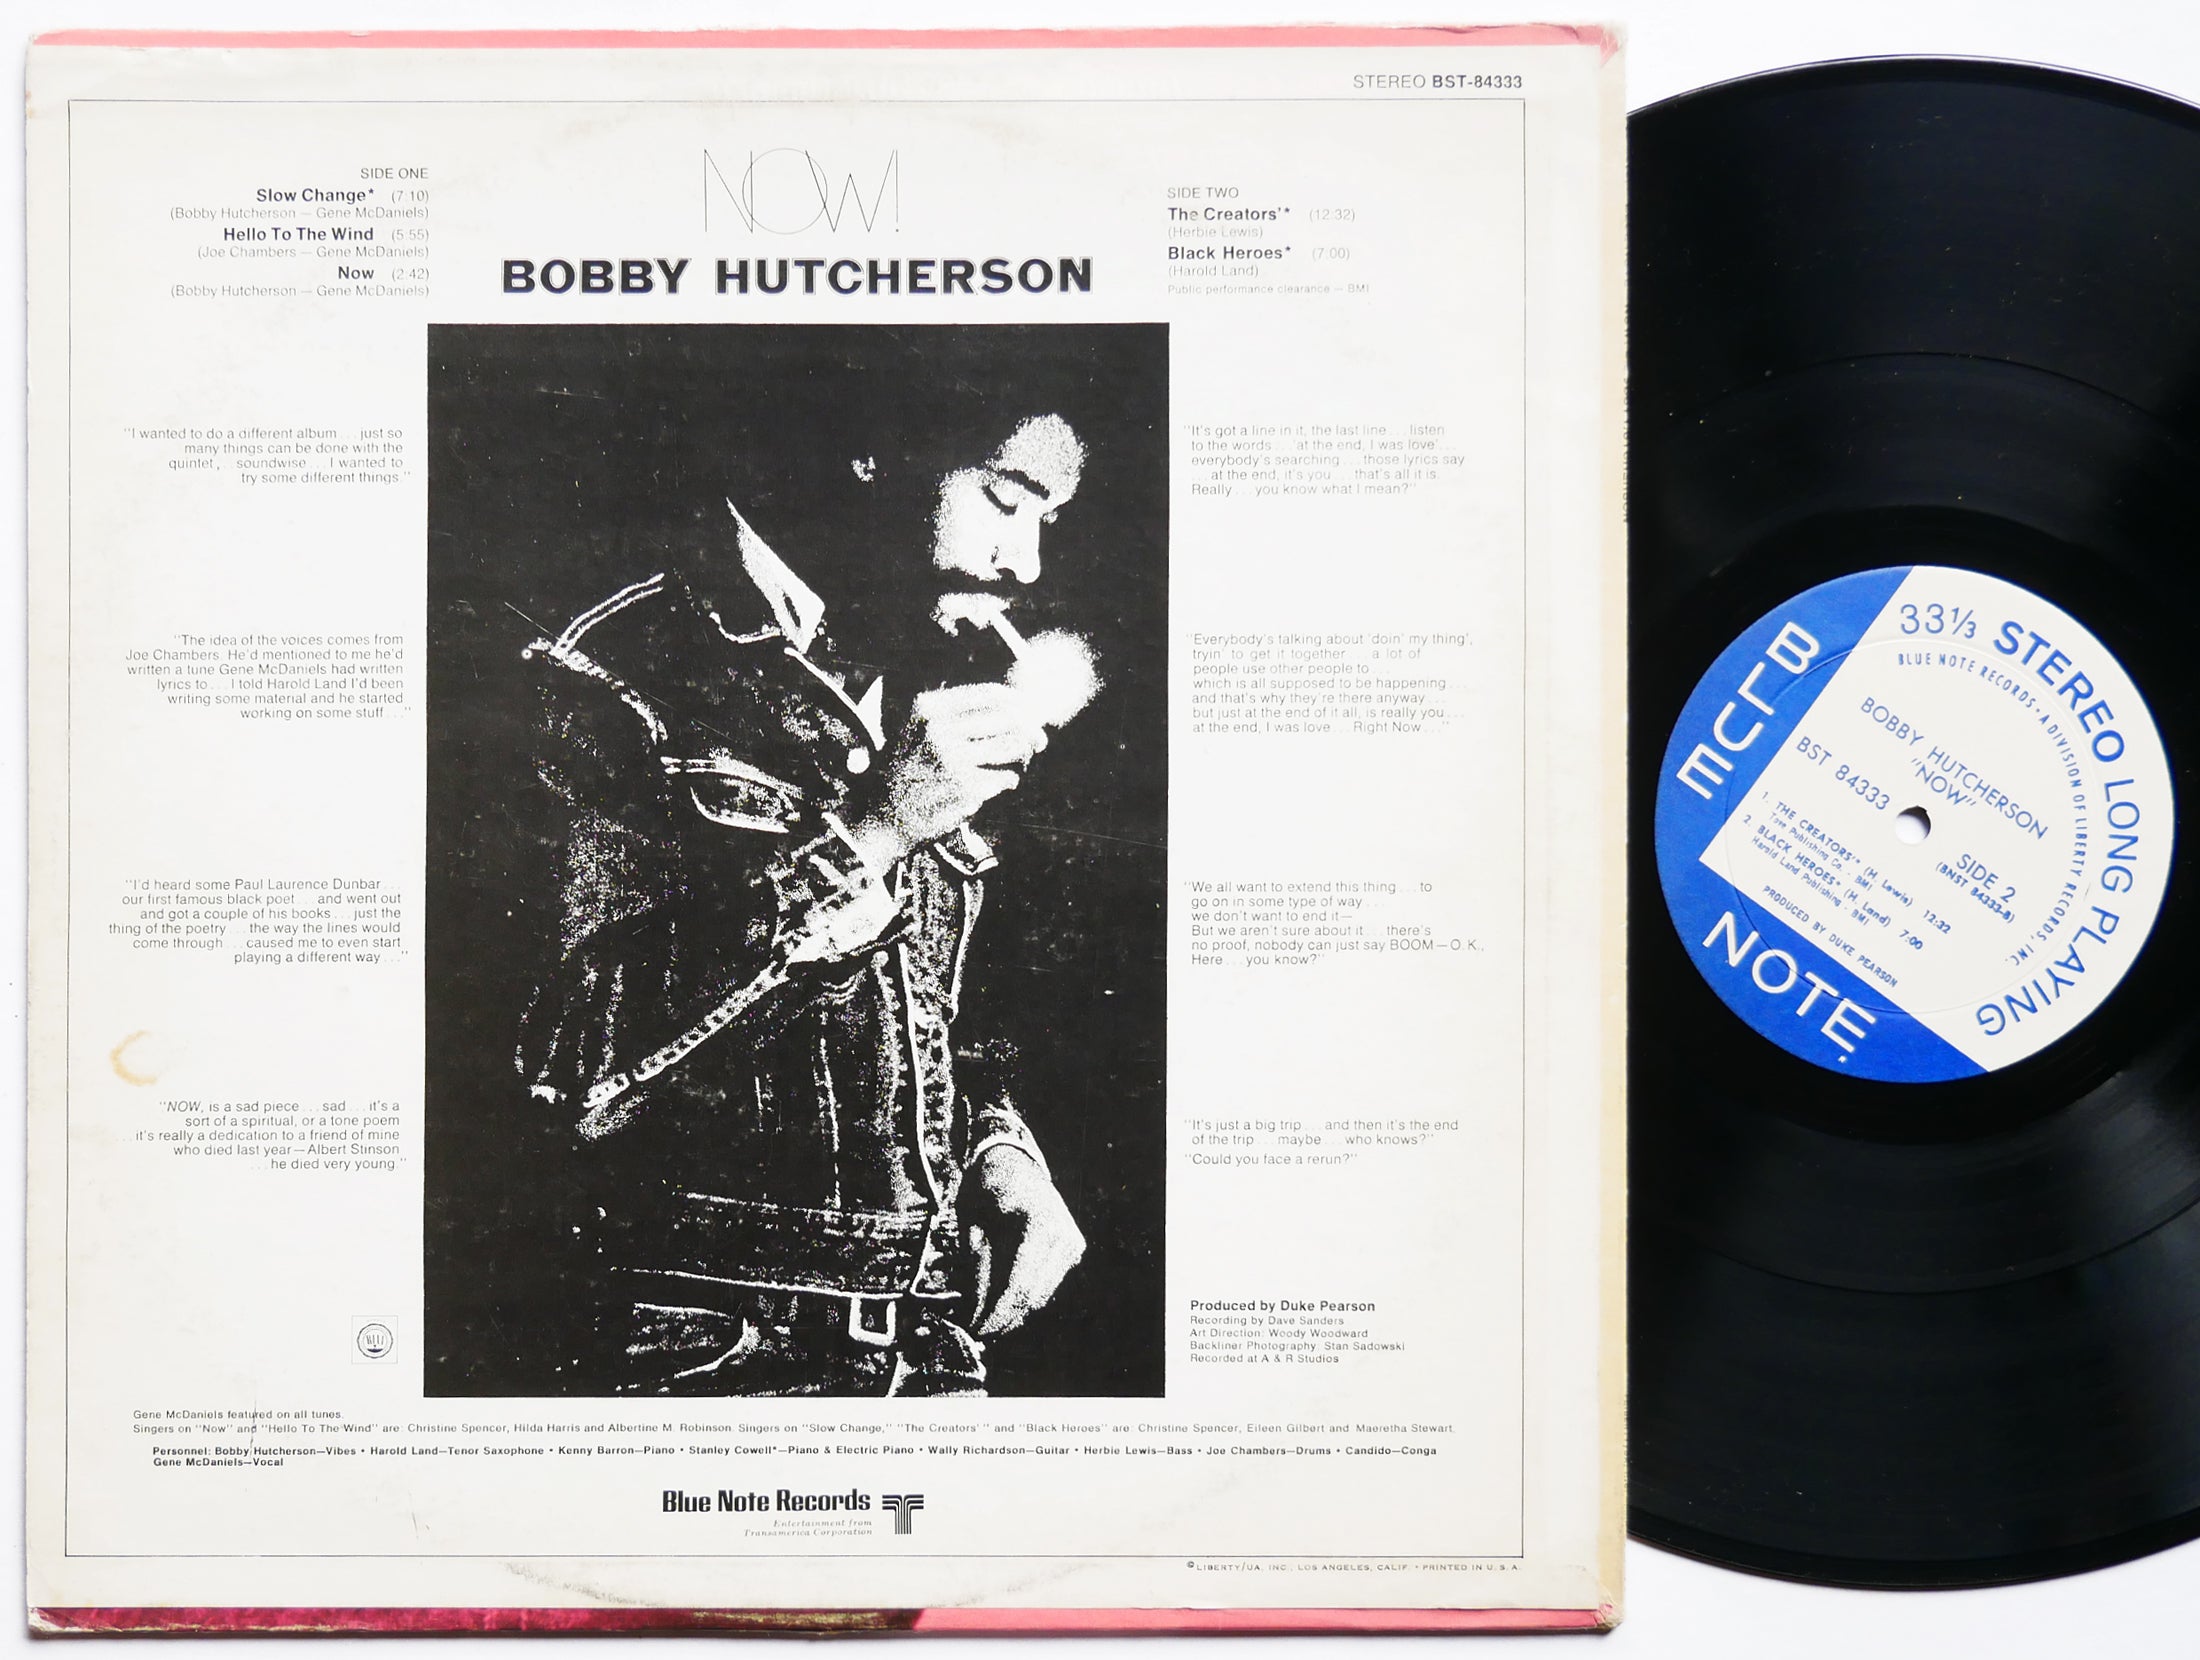 STEREO BST-84333
SIDE ONE
Slow Change* (7:10)
(Bobby Hutcherson — Gene McDaniels)
Hello To The Wind (5:55)
(Joe Chambers — Gene McDaniels)
Now (2:42)
(Bobby Hutcherson — Gene McDaniels)
NOW!
BOBBY HUTCHERSON
SIDE TWO
The Creators'* (12:32)
(Herbie Lewis)
Black Heroes* (7:00)
(Harold Land)
Public performance clearance — BMI
"I wanted to do a different album . . . just so
many things can be done with the
quintet, . . soundwise . . . I wanted to
try some different things."
"The idea of the voices comes from
Joe Chambers. He'd mentioned to me he'd
written a tune Gene McDaniels had written
lyrics to . . . I told Harold Land I'd been
writing some material and he started
working on some stuff . . ."
"I'd heard some Paul Laurence Dunbar . . .
our first famous black poet . . . and went out
and got a couple of his books . . . just the
thing of the poetry . . . the way the lines would
come through . . . caused me to even start
playing a different way . . ."
"NOW, is a sad piece . . . sad . . . it's a
sort of a spiritual, or a tone poem
. . . it's really a dedication to a friend of mine
who died last year—Albert Stinson
. . . he died very young."
"It's got a line in it, the last line . . . listen
to the words . . . 'at the end, I was love' . . .
everybody's searching . . . those lyrics say
. . . at the end, it's you . . . that's all it is.
Really . . . you know what I mean?"
"Everybody's talking about 'doin' my thing',
tryin' to get it together . . . a lot of
people use other people to . . .
which is all supposed to be happening . . .
and that's why they're there anyway . . .
but just at the end of it all, is really you . . .
at the end, I was love . . . Right Now . . ."
"We all want to extend this thing . . . to
go on in some type of way . . .
we don't want to end it—
But we aren't sure about it . . . there's
no proof, nobody can just say BOOM—O.K.,
Here . . . you know?"
"It's just a big trip . . . and then it's the end
of the trip . . . maybe . . . who knows?"
"Could you face a rerun?"
Produced by Duke Pearson
Recording by Dave Sanders
Art Direction: Woody Woodward
Backliner Photography: Stan Sadowski
Recorded at A & R Studios
Gene McDaniels featured on all tunes.
Singers on "Now" and "Hello To The Wind" are: Christine Spencer, Hilda Harris and Albertine M. Robinson. Singers on "Slow Change," "The Creators' " and "Black Heroes" are: Christine Spencer, Eileen Gilbert and Maeretha Stewart.
Personnel: Bobby Hutcherson—Vibes • Harold Land—Tenor Saxophone • Kenny Barron—Piano • Stanley Cowell*—Piano & Electric Piano • Wally Richardson—Guitar • Herbie Lewis—Bass • Joe Chambers—Drums • Candido—Conga
Gene McDaniels—Vocal
Blue Note Records
Entertainment from
Transamerica Corporation
© LIBERTY/UA, INC., LOS ANGELES, CALIF. • PRINTED IN U.S.A.
33 1/3 STEREO LONG PLAYING
BLUE NOTE RECORDS • A DIVISION OF LIBERTY RECORDS, INC.
BLUE
NOTE
BOBBY HUTCHERSON
"NOW"
BST 84333
SIDE 2
(BNST 84333-B)
1. THE CREATORS'* (H. Lewis) 12:32
Tave Publishing Co. - BMI
2. BLACK HEROES* (H. Land) 7:00
Harold Land Publishing - BMI
PRODUCED BY DUKE PEARSON